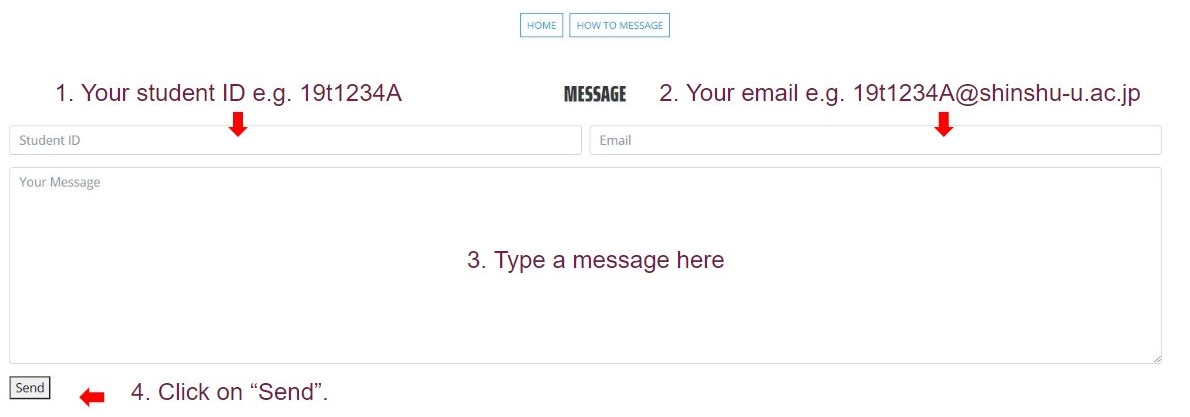 HOME HOW TO MESSAGE
1. Your student ID e.g. 19t1234A
MESSAGE
2. Your email e.g. 19t1234A@shinshu-u.ac.jp
Student ID
Email
Your Message
3. Type a message here
Send
4. Click on “Send”.